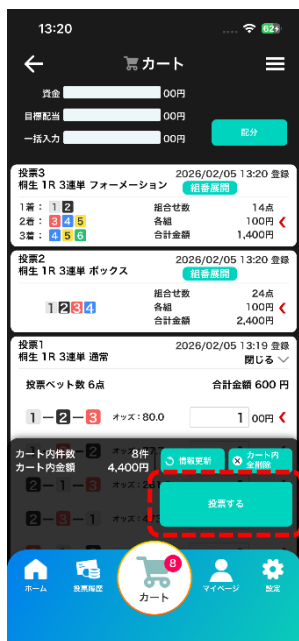 13:20
62
カート
資金 00円
目標配当 00円
一括入力 00円
配分
投票3 2026/02/05 13:20 登録
桐生 1R 3連単 フォーメーション 組番展開
1着： 1 2 組合せ数 14点
2着： 3 4 5 各組 100円
3着： 4 5 6 合計金額 1,400円
投票2 2026/02/05 13:20 登録
桐生 1R 3連単 ボックス 組番展開
組合せ数 24点
1 2 3 4 各組 100円
合計金額 2,400円
投票1 2026/02/05 13:19 登録
桐生 1R 3連単 通常 閉じる
投票ベット数 6点 合計金額 600 円
1 − 2 − 3 オッズ：80.0 1 00円
カート内件数 8件
カート内金額 4,400円
情報更新
カート内全削除
2 − 1 − 3 オッズ：
投票する
2 − 3 − 1 オッズ：
8
ホーム 投票履歴 カート マイページ 設定